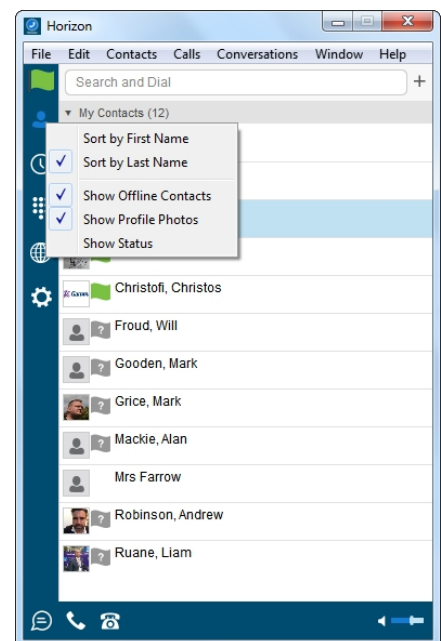 Horizon
File Edit Contacts Calls Conversations Window Help
Search and Dial
My Contacts (12)
Sort by First Name
Sort by Last Name
Show Offline Contacts
Show Profile Photos
Show Status
Games
Christofi, Christos
? Froud, Will
? Gooden, Mark
? Grice, Mark
? Mackie, Alan
Mrs Farrow
? Robinson, Andrew
? Ruane, Liam